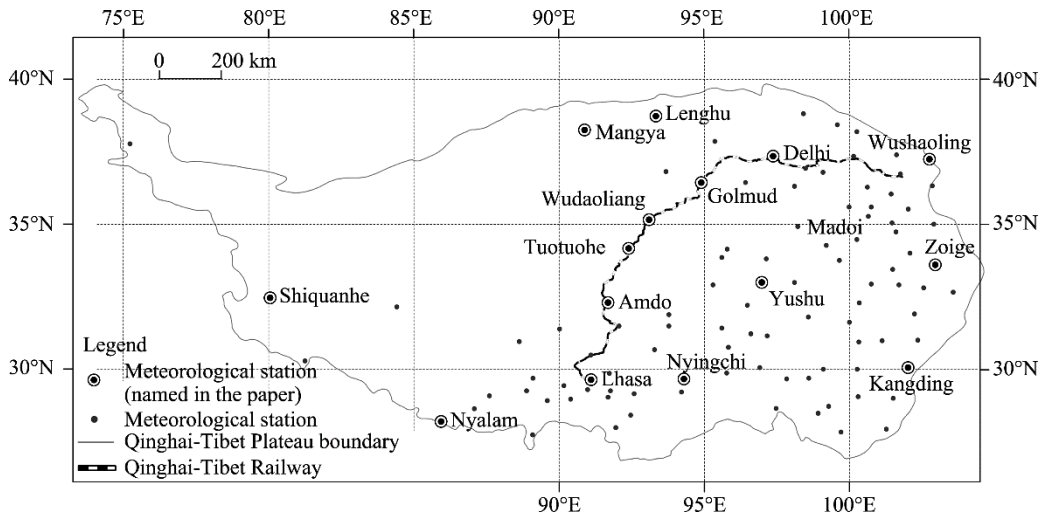 75°E 80°E 85°E 90°E 95°E 100°E
0 200 km
40°N 40°N
Lenghu
Mangya
Wushaoling
Delhi
Golmud
Wudaoliang
35°N 35°N
Madoi
Tuotuohe
Zoige
Shiquanhe
Yushu
Amdo
Legend
Nyingchi
30°N 30°N
Meteorological station
(named in the paper)
Lhasa
Kangding
Meteorological station
Nyalam
Qinghai-Tibet Plateau boundary
Qinghai-Tibet Railway
90°E 95°E 100°E